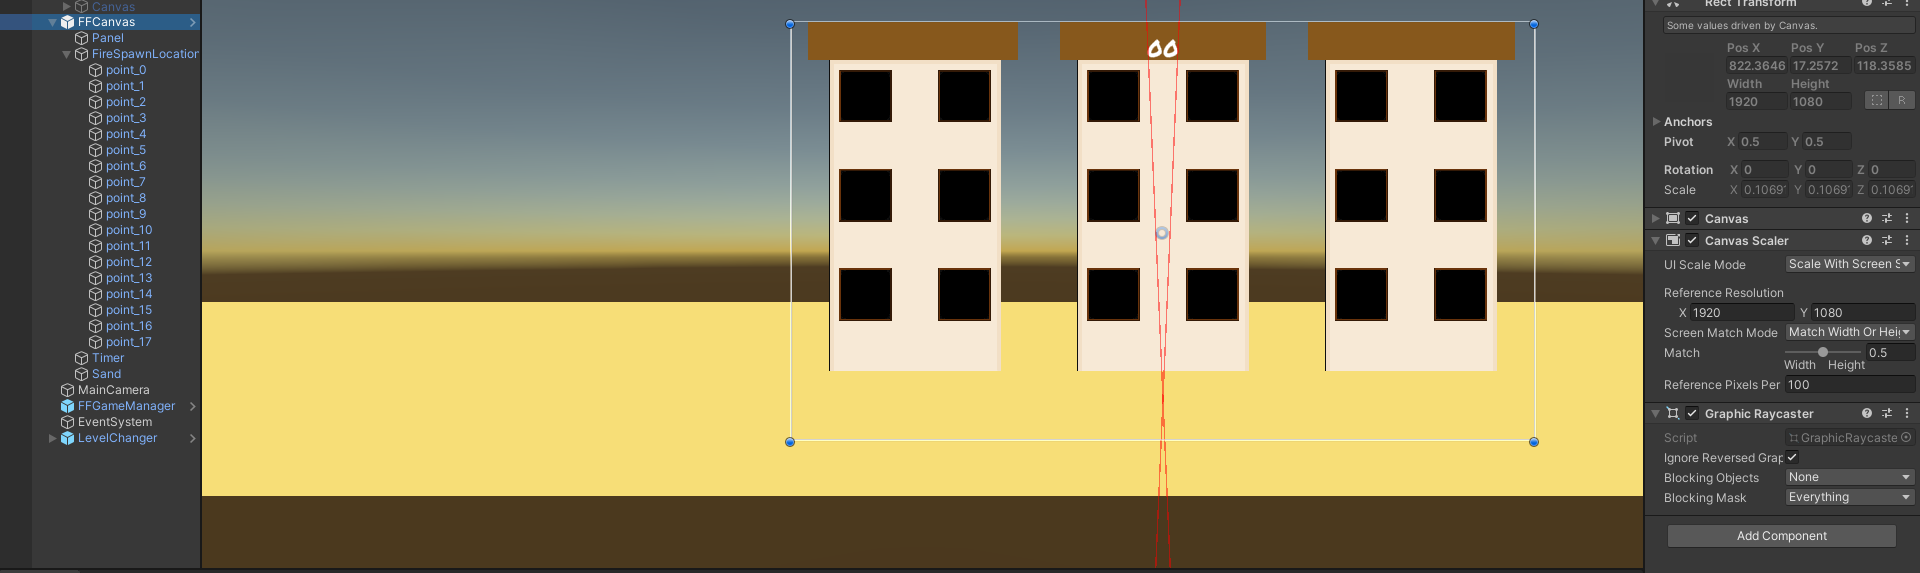 Canvas
FFCanvas
Panel
FireSpawnLocation
point_0
point_1
point_2
point_3
point_4
point_5
point_6
point_7
point_8
point_9
point_10
point_11
point_12
point_13
point_14
point_15
point_16
point_17
Timer
Sand
MainCamera
FFGameManager
EventSystem
LevelChanger
00
Rect Transform
Some values driven by Canvas.
Pos X Pos Y Pos Z
822.3646 17.2572 118.3585
Width Height
1920 1080 R
Anchors
Pivot X 0.5 Y 0.5
Rotation X 0 Y 0 Z 0
Scale X 0.1069 Y 0.1069 Z 0.1069
Canvas
Canvas Scaler
UI Scale Mode Scale With Screen S
Reference Resolution
X 1920 Y 1080
Screen Match Mode Match Width Or Hei
Match 0.5
Width Height
Reference Pixels Per 100
Graphic Raycaster
Script GraphicRaycaste
Ignore Reversed Grap
Blocking Objects None
Blocking Mask Everything
Add Component